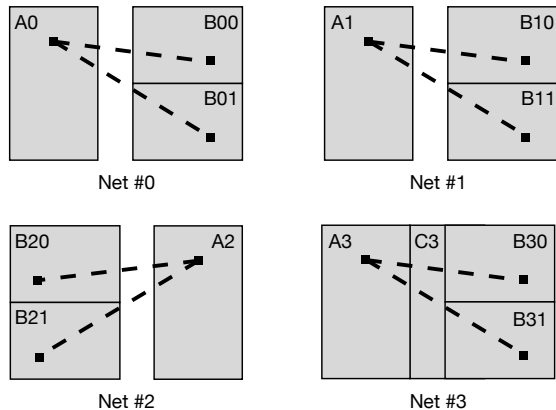 A0 B00 A1 B10
B01 B11
Net #0 Net #1
B20 A2 A3 C3 B30
B21 B31
Net #2 Net #3